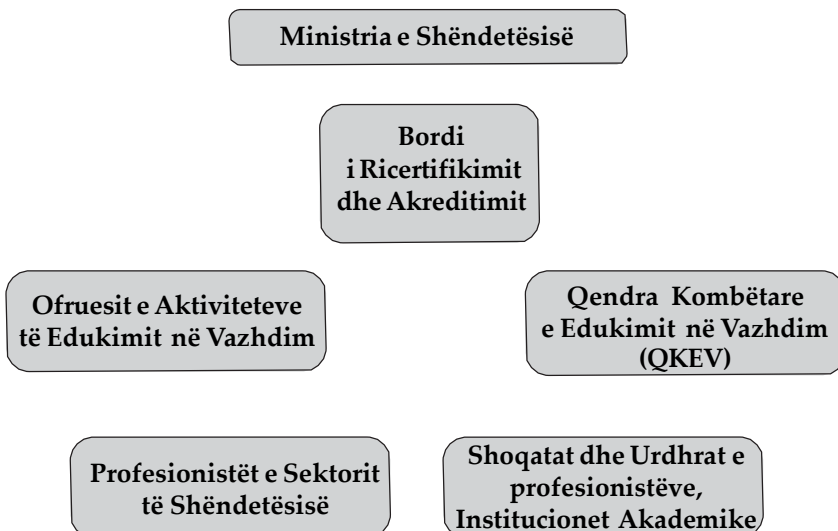 Ministria e Shëndetësisë
Bordi
i Ricertifikimit
dhe Akreditimit
Ofruesit e Aktiviteteve
të Edukimit në Vazhdim
Qendra Kombëtare
e Edukimit në Vazhdim
(QKEV)
Profesionistët e Sektorit
të Shëndetësisë
Shoqatat dhe Urdhrat e
profesionistëve,
Institucionet Akademike